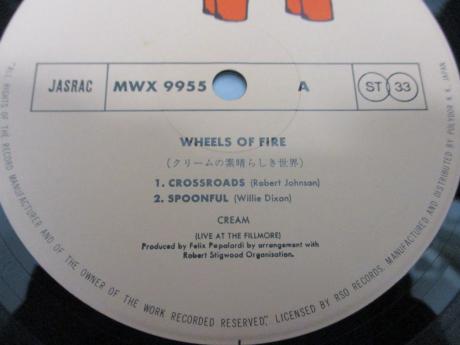 JASRAC
MWX 9955
A
ST 33
WHEELS OF FIRE
(クリームの素晴らしき世界)
1. CROSSROADS (Robert Johnson)
2. SPOONFUL (Willie Dixon)
CREAM
(LIVE AT THE FILLMORE)
Produced by Felix Papalardi by arrangement with
Robert Stigwood Organisation.
"ALL RIGHTS OF THE RECORD MANUFACTURER AND OF THE OWNER OF THE WORK RECORDED RESERVED", LICENSED BY RSO RECORDS. MANUFACTURED AND DISTRIBUTED BY POLYDOR K.K. JAPAN